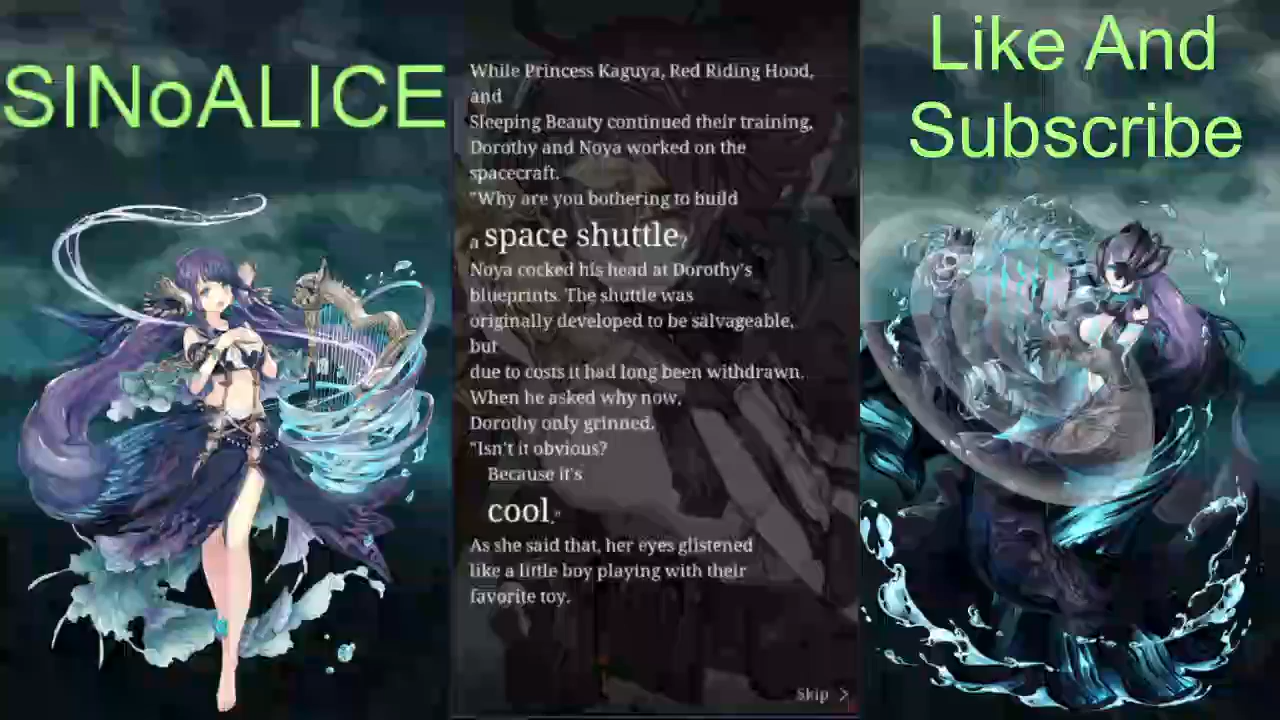 SINoALICE
While Princess Kaguya, Red Riding Hood,
and
Sleeping Beauty continued their training,
Dorothy and Noya worked on the
spacecraft.
"Why are you bothering to build
a space shuttle?
Noya cocked his head at Dorothy's
blueprints. The shuttle was
originally developed to be salvageable,
but
due to costs it had long been withdrawn.
When he asked why now,
Dorothy only grinned.
"Isn't it obvious?
Because it's
cool."
As she said that, her eyes glistened
like a little boy playing with their
favorite toy.
Skip >
Like And
Subscribe